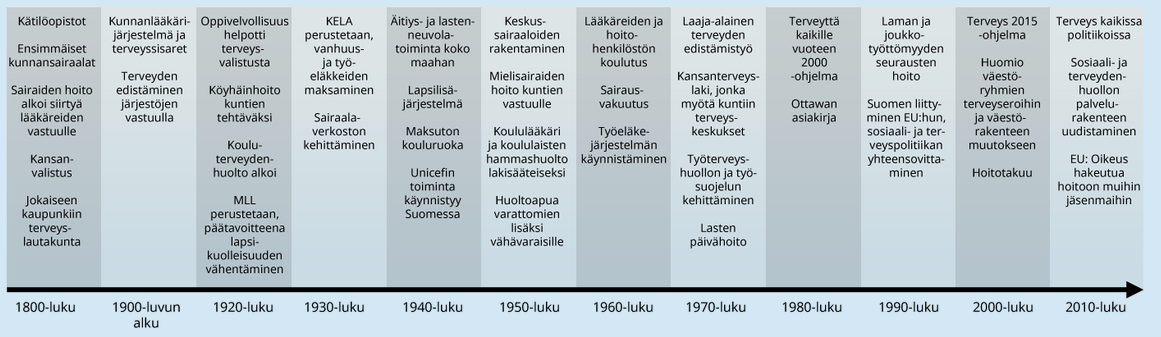 Kätilöopistot
Ensimmäiset
kunnansairaalat
Sairaiden hoito
alkoi siirtyä
lääkäreiden
vastuulle
Kansan-
valistus
Jokaiseen
kaupunkiin
terveys-
lautakunta
Kunnanlääkäri-
järjestelmä ja
terveyssisaret
Terveyden
edistäminen
järjestöjen
vastuulla
Oppivelvollisuus
helpotti
terveys-
valistusta
Köyhäinhoito
kuntien
tehtäväksi
Koulu-
terveyden-
huolto alkoi
MLL
perustetaan,
päätavoitteena
lapsi-
kuolleisuuden
vähentäminen
KELA
perustetaan,
vanhuus-
ja työ-
eläkkeiden
maksaminen
Sairaala-
verkoston
kehittäminen
Äitiys- ja lasten-
neuvola-
toiminta koko
maahan
Lapsilisä-
järjestelmä
Maksuton
kouluruoka
Unicefin
toiminta
käynnistyy
Suomessa
Keskus-
sairaaloiden
rakentaminen
Mielisairaiden
hoito kuntien
vastuulle
Koululääkäri
ja koululaisten
hammashuolto
lakisääteiseksi
Huoltoapua
varattomien
lisäksi
vähävaraisille
Lääkäreiden ja
hoito-
henkilöstön
koulutus
Sairaus-
vakuutus
Työeläke-
järjestelmän
käynnistäminen
Laaja-alainen
terveyden
edistämistyö
Kansanterveys-
laki, jonka
myötä kuntiin
terveys-
keskukset
Työterveys-
huollon ja työ-
suojelun
kehittäminen
Lasten
päivähoito
Terveyttä
kaikille
vuoteen
2000
-ohjelma
Ottawan
asiakirja
Laman ja
joukko-
työttömyyden
seurausten
hoito
Suomen liitty-
minen EU:hun,
sosiaali- ja ter-
veyspolitiikan
yhteensovitta-
minen
Terveys 2015
-ohjelma
Huomio
väestö-
ryhmien
terveyseroihin
ja väestö-
rakenteen
muutokseen
Hoitotakuu
Terveys kaikissa
politiikoissa
Sosiaali- ja
terveyden-
huollon
palvelu-
rakenteen
uudistaminen
EU: Oikeus
hakeutua
hoitoon muihin
jäsenmaihin
1800-luku
1900-luvun
alku
1920-luku
1930-luku
1940-luku
1950-luku
1960-luku
1970-luku
1980-luku
1990-luku
2000-luku
2010-luku